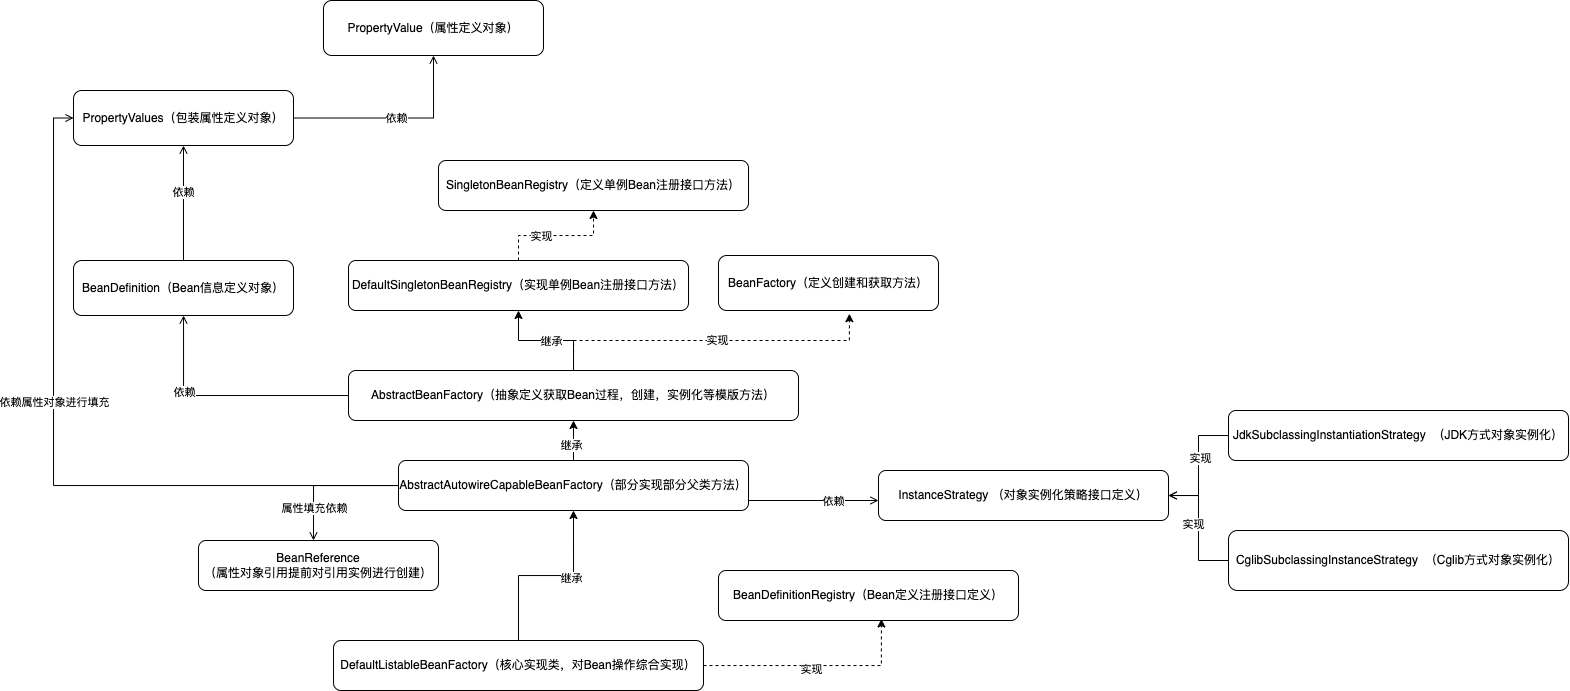 PropertyValue（属性定义对象）
PropertyValues（包装属性定义对象）
依赖
依赖
SingletonBeanRegistry（定义单例Bean注册接口方法）
实现
BeanDefinition（Bean信息定义对象）
DefaultSingletonBeanRegistry（实现单例Bean注册接口方法）
BeanFactory（定义创建和获取方法）
继承
实现
依赖
AbstractBeanFactory（抽象定义获取Bean过程，创建，实例化等模版方法）
依赖属性对象进行填充
继承
JdkSubclassingInstantiationStrategy （JDK方式对象实例化）
实现
AbstractAutowireCapableBeanFactory（部分实现部分父类方法）
依赖
InstanceStrategy （对象实例化策略接口定义）
属性填充依赖
实现
BeanReference
（属性对象引用提前对引用实例进行创建）
CglibSubclassingInstanceStrategy （Cglib方式对象实例化）
继承
BeanDefinitionRegistry（Bean定义注册接口定义）
DefaultListableBeanFactory（核心实现类，对Bean操作综合实现）
实现